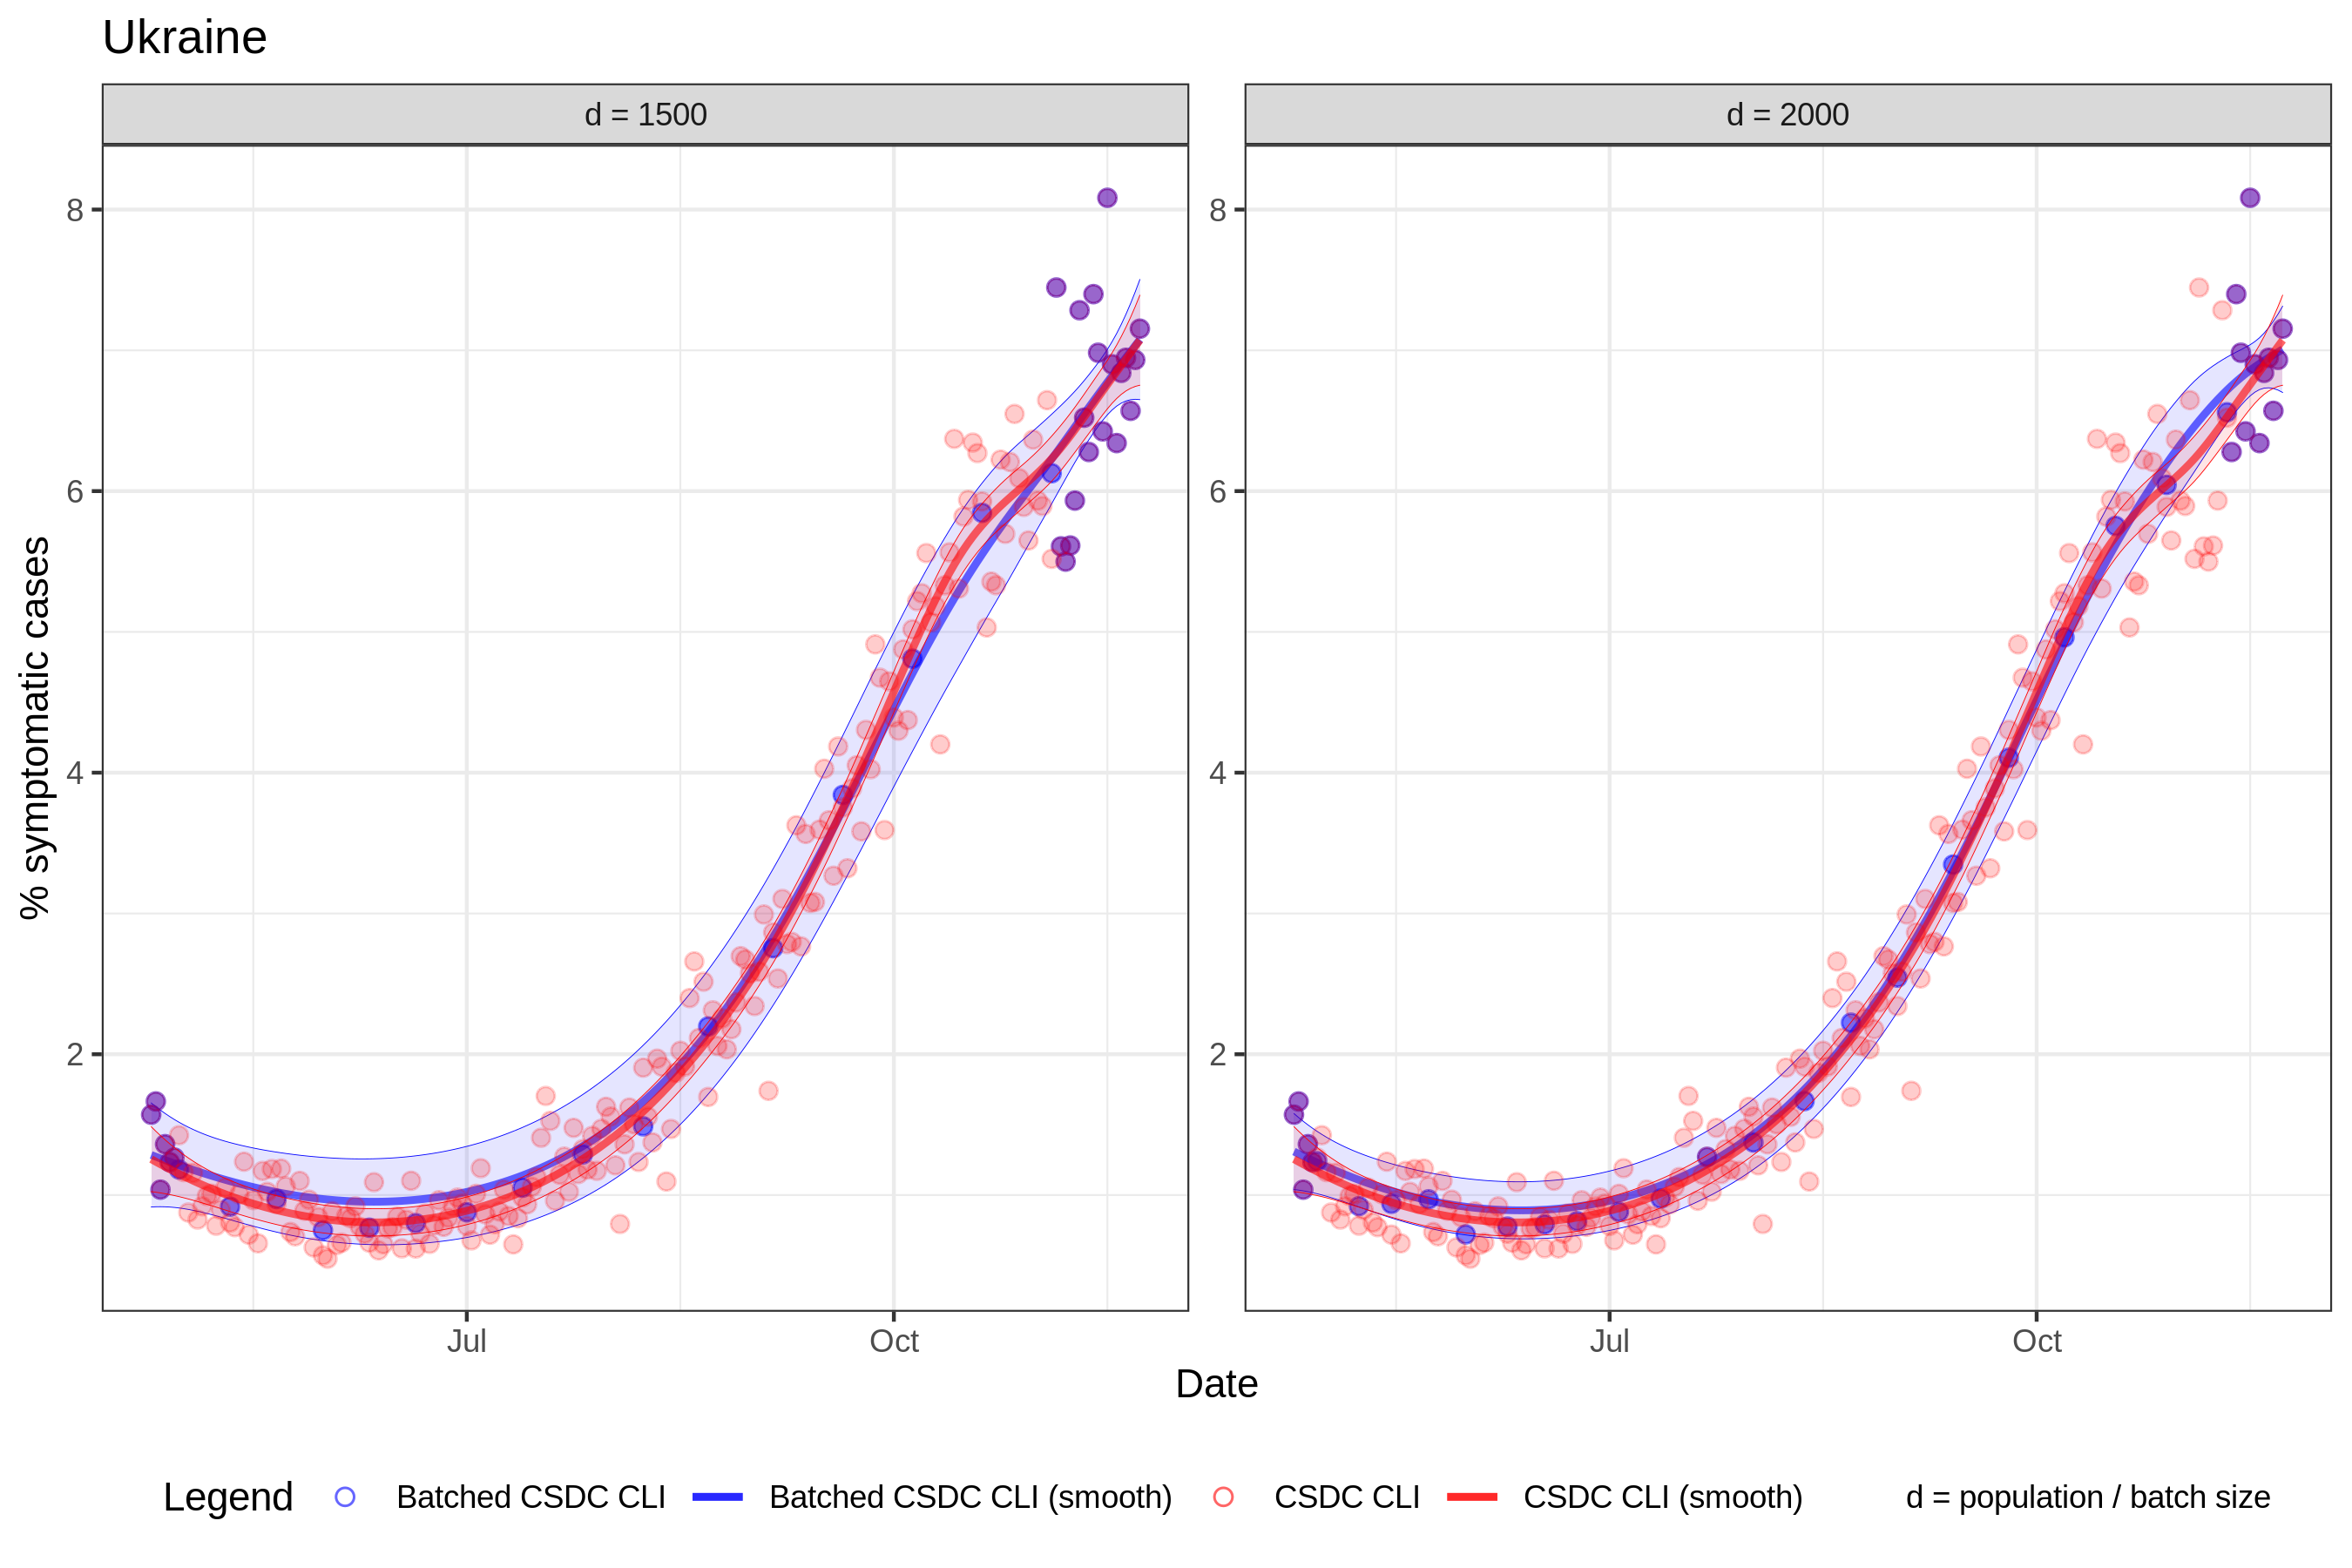 Ukraine
d = 1500
d = 2000
% symptomatic cases
8
6
4
2
8
6
4
2
Jul
Oct
Jul
Oct
Date
Legend
Batched CSDC CLI
Batched CSDC CLI (smooth)
CSDC CLI
CSDC CLI (smooth)
d = population / batch size